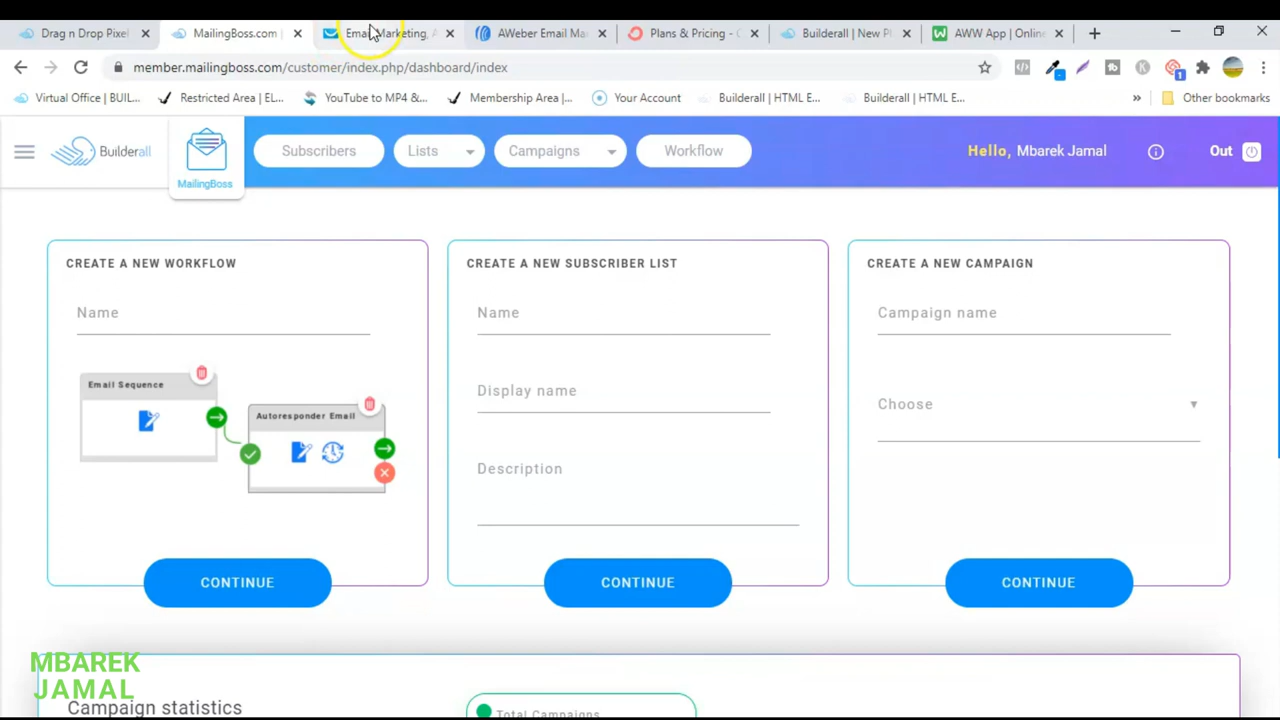 Drag n Drop Pixel
MailingBoss.com |
Email Marketing, A
AWeber Email Ma
Plans & Pricing - C
Builderall | New Pl
AWW App | Online
member.mailingboss.com/customer/index.php/dashboard/index
Virtual Office | BUIL...
Restricted Area | EL...
YouTube to MP4 &...
Membership Area |...
Your Account
Builderall | HTML E...
Builderall | HTML E...
Other bookmarks
Builderall
MailingBoss
Subscribers
Lists
Campaigns
Workflow
Hello, Mbarek Jamal
Out
CREATE A NEW WORKFLOW
Name
Email Sequence
Autoresponder Email
CONTINUE
CREATE A NEW SUBSCRIBER LIST
Name
Display name
Description
CONTINUE
CREATE A NEW CAMPAIGN
Campaign name
Choose
CONTINUE
MBAREK
JAMAL
Campaign statistics
Total Campaigns